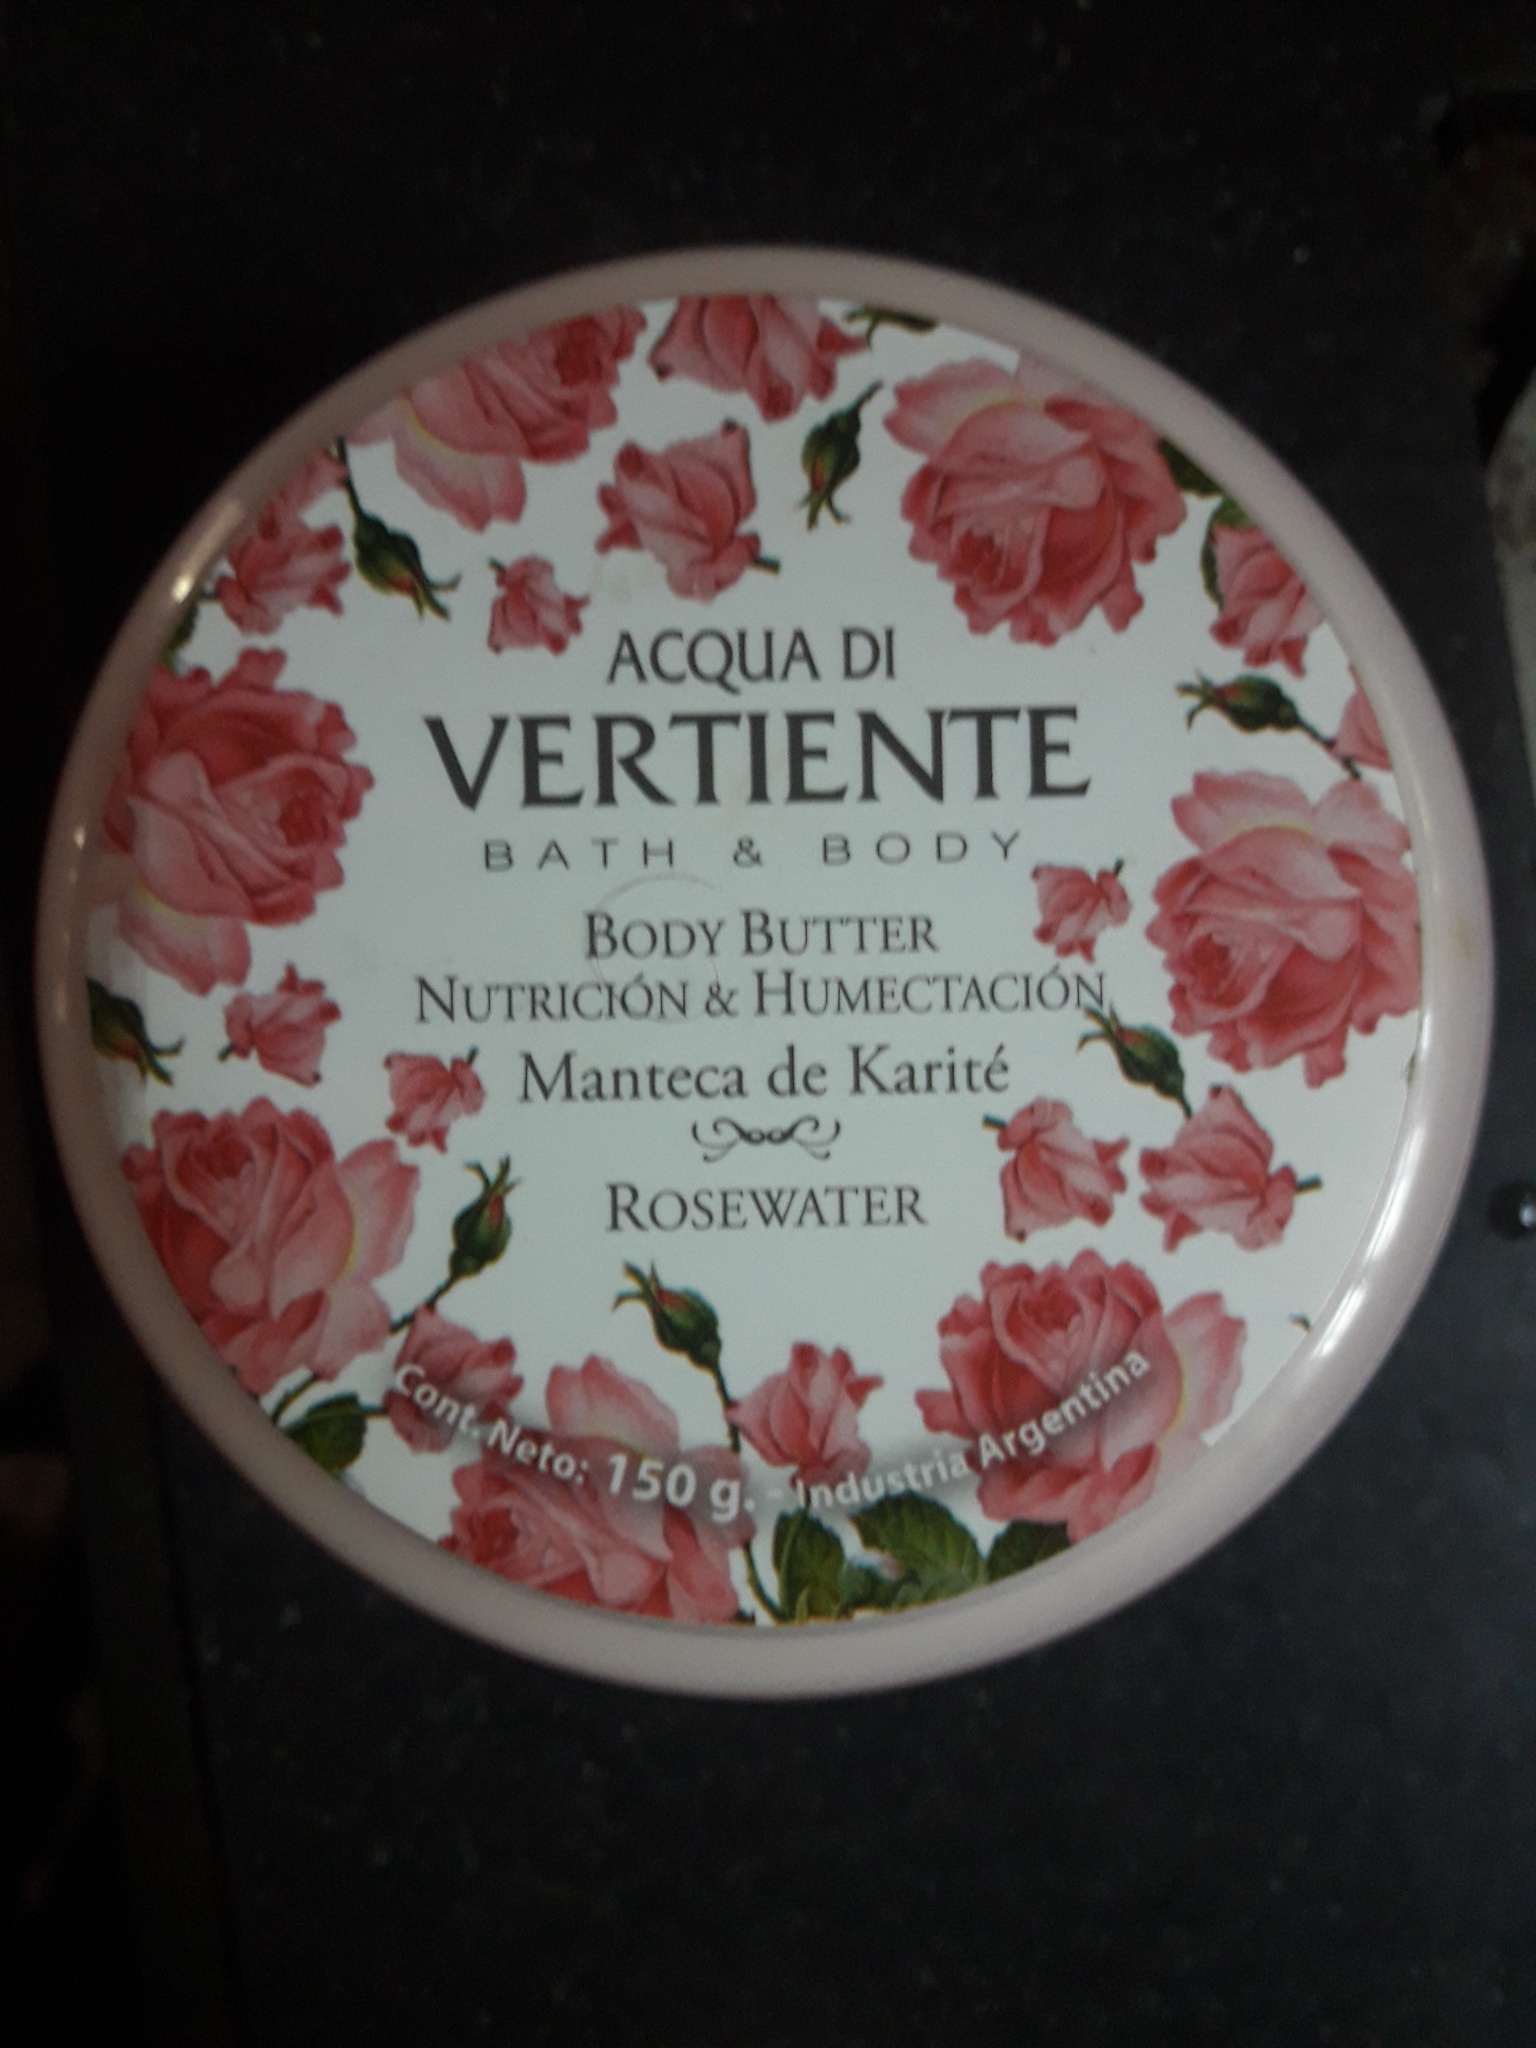 ACQUA DI
VERTIENTE
BATH & BODY
BODY BUTTER
NUTRICIÓN & HUMECTACIÓN
Manteca de Karité
ROSEWATER
Cont. Neto: 150 g. - Industria Argentina